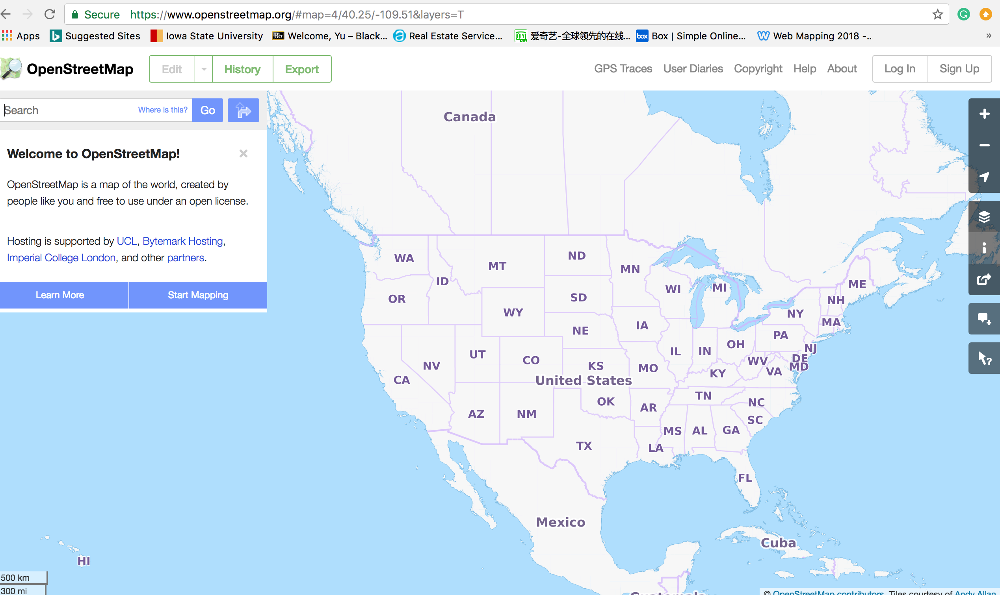 Secure https://www.openstreetmap.org/#map=4/40.25/-109.51&layers=T
Apps Suggested Sites Iowa State University Bb Welcome, Yu – Black... Real Estate Service... 爱奇艺-全球领先的在线... box Box | Simple Online... Web Mapping 2018 -... »
OpenStreetMap Edit History Export GPS Traces User Diaries Copyright Help About Log In Sign Up
Search Where is this? Go
Welcome to OpenStreetMap!
OpenStreetMap is a map of the world, created by
people like you and free to use under an open license.
Hosting is supported by UCL, Bytemark Hosting,
Imperial College London, and other partners.
Learn More Start Mapping
Canada
WA
MT
ND
MN
ID
OR
WY
SD
WI
MI
ME
NH
NY
MA
NE
IA
PA
NJ
UT
CO
KS
MO
IL
IN
OH
WV
DE
MD
VA
KY
NV
CA
United States
AZ
NM
OK
AR
TN
NC
SC
TX
LA
MS
AL
GA
FL
Mexico
Cuba
HI
500 km
300 mi
© OpenStreetMap contributors. Tiles courtesy of Andy Allan